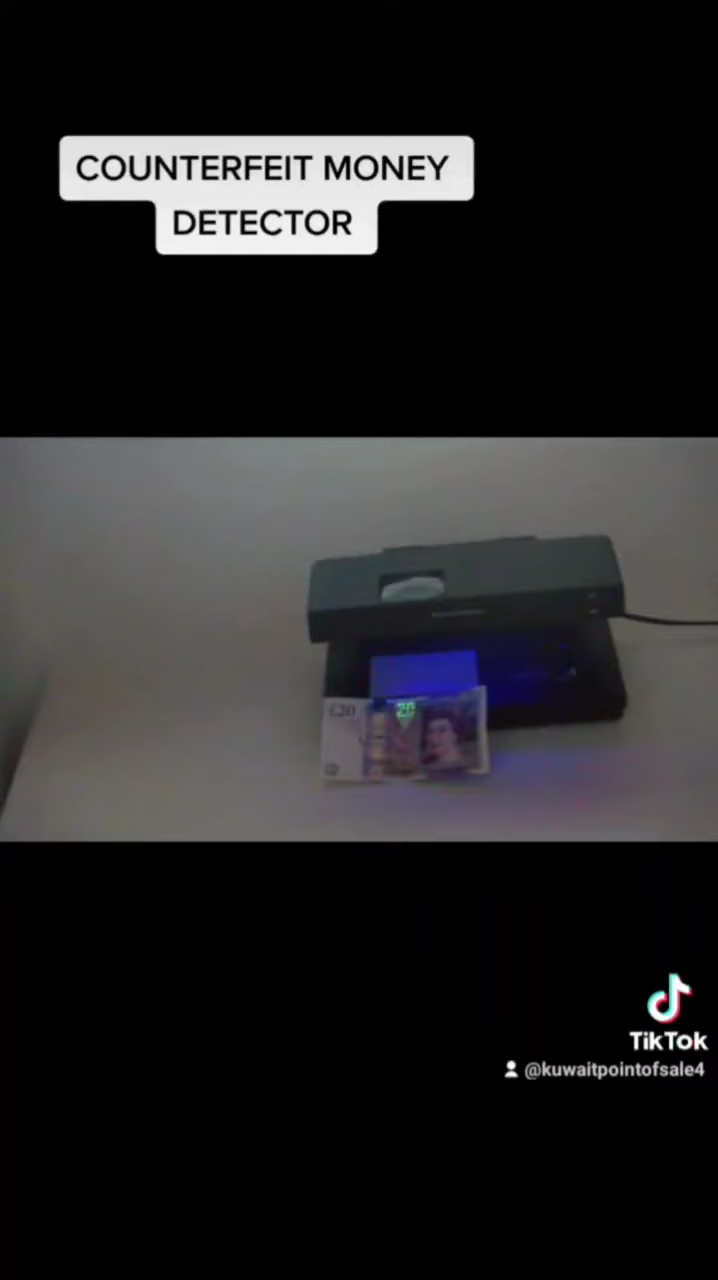 COUNTERFEIT MONEY
DETECTOR
£20
20
TikTok
@kuwaitpointofsale4